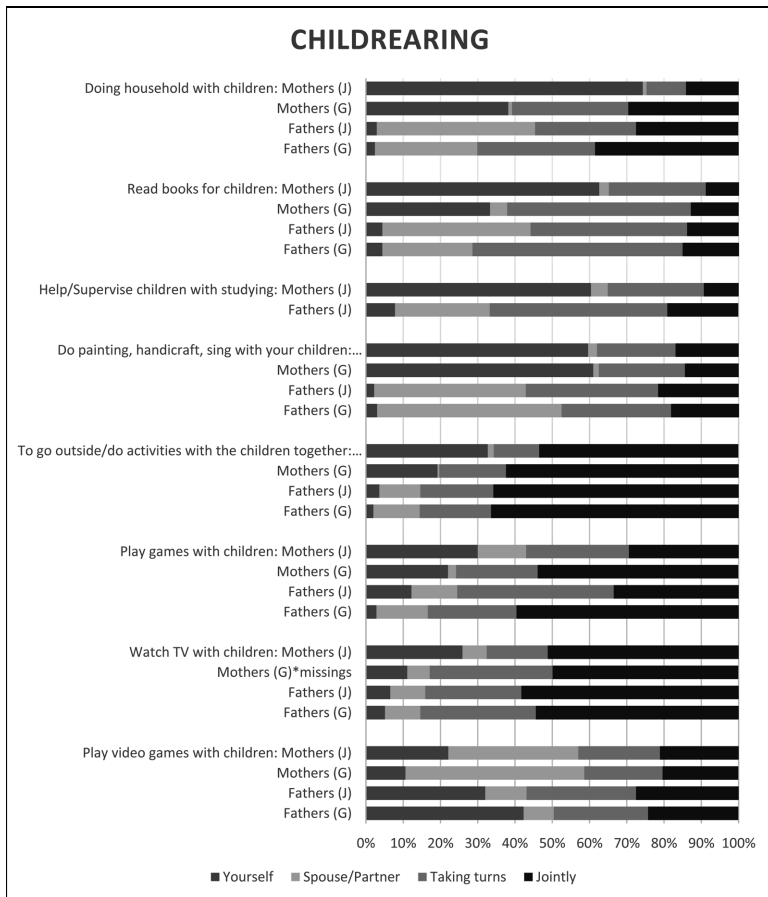 CHILDREARING
Doing household with children: Mothers (J)
Mothers (G)
Fathers (J)
Fathers (G)
Read books for children: Mothers (J)
Mothers (G)
Fathers (J)
Fathers (G)
Help/Supervise children with studying: Mothers (J)
Fathers (J)
Do painting, handicraft, sing with your children:...
Mothers (G)
Fathers (J)
Fathers (G)
To go outside/do activities with the children together:...
Mothers (G)
Fathers (J)
Fathers (G)
Play games with children: Mothers (J)
Mothers (G)
Fathers (J)
Fathers (G)
Watch TV with children: Mothers (J)
Mothers (G)*missings
Fathers (J)
Fathers (G)
Play video games with children: Mothers (J)
Mothers (G)
Fathers (J)
Fathers (G)
0% 10% 20% 30% 40% 50% 60% 70% 80% 90% 100%
Yourself Spouse/Partner Taking turns Jointly